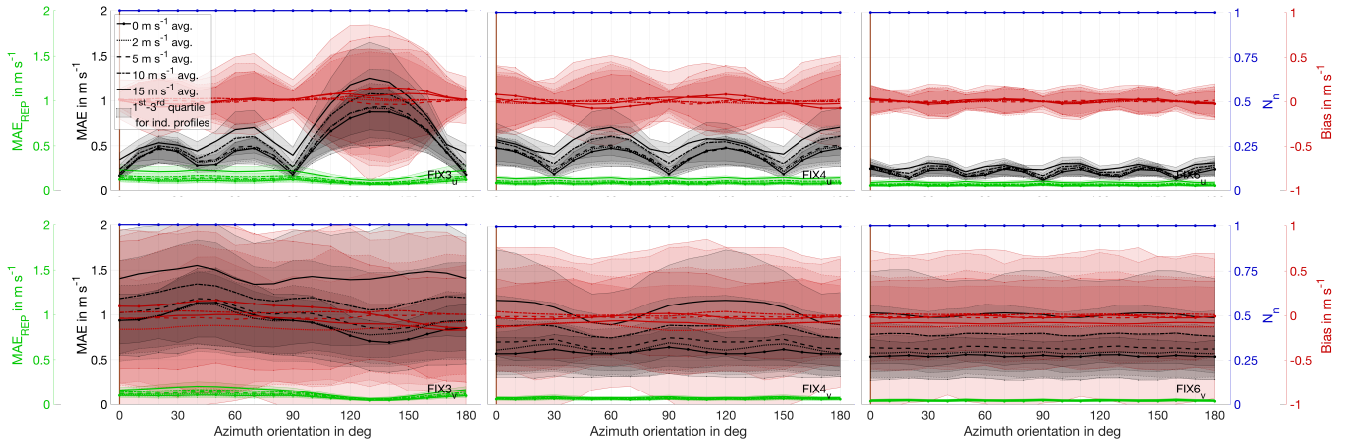 2 2 1 1
0 m s⁻¹ avg.
2 m s⁻¹ avg.
5 m s⁻¹ avg.
10 m s⁻¹ avg.
15 m s⁻¹ avg.
1ˢᵗ-3ʳᵈ quartile
for ind. profiles
1.5 1.5 0.75 0.5
MAE_REP in m s⁻¹ MAE in m s⁻¹ N_n Bias in m s⁻¹
1 1 0.5 0
0.5 0.5 0.25 -0.5
FIX3_u FIX4_u FIX6_u
0 0 0 -1
2 2 1 1
1.5 1.5 0.75 0.5
MAE_REP in m s⁻¹ MAE in m s⁻¹ N_n Bias in m s⁻¹
1 1 0.5 0
0.5 0.5 0.25 -0.5
FIX3_v FIX4_v FIX6_v
0 0 0 -1
0 30 60 90 120 150 180 0 30 60 90 120 150 180 0 30 60 90 120 150 180
Azimuth orientation in deg Azimuth orientation in deg Azimuth orientation in deg